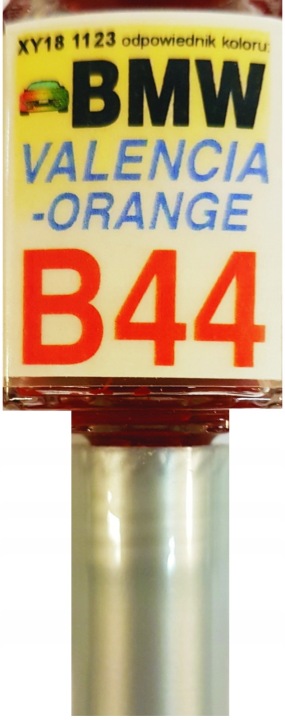 XY18 1123 odpowiednik koloru:
BMW
VALENCIA
-ORANGE
B44